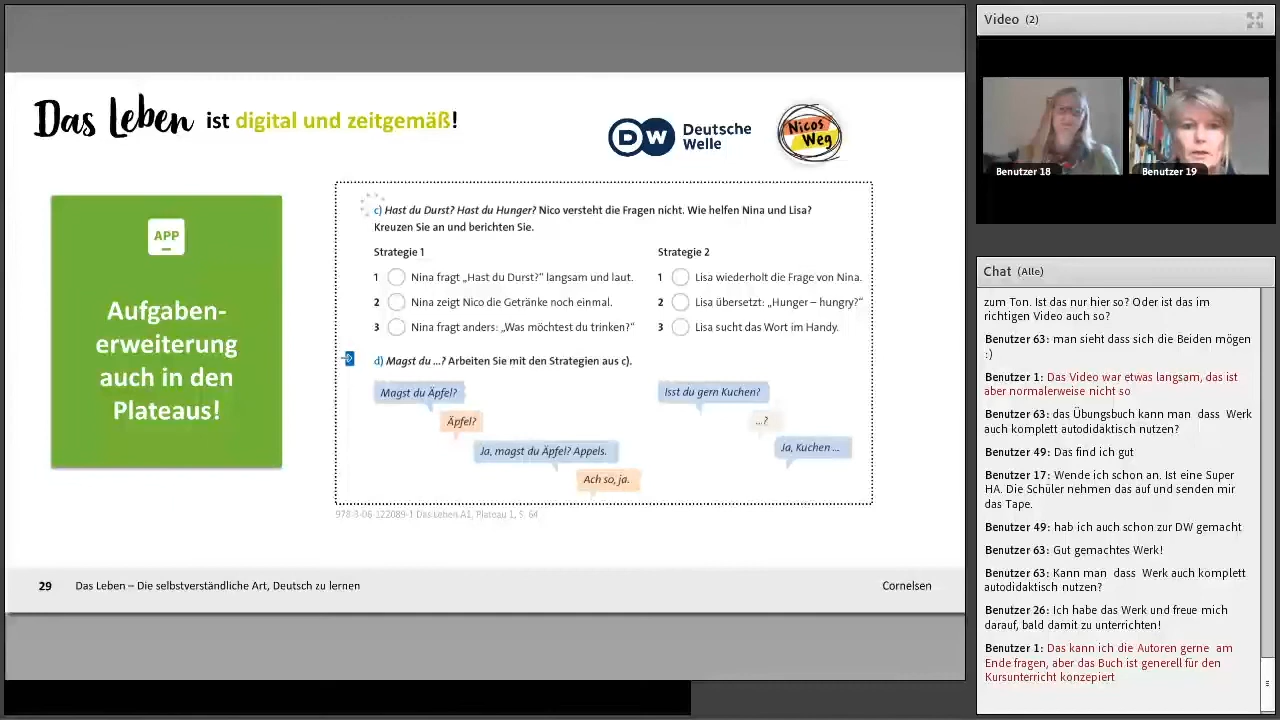 Das Leben ist digital und zeitgemäß!
DW Deutsche
Welle
Nicos
Weg
APP
Aufgaben-
erweiterung
auch in den
Plateaus!
c) Hast du Durst? Hast du Hunger? Nico versteht die Fragen nicht. Wie helfen Nina und Lisa?
Kreuzen Sie an und berichten Sie.
Strategie 1
1 Nina fragt „Hast du Durst?“ langsam und laut.
2 Nina zeigt Nico die Getränke noch einmal.
3 Nina fragt anders: „Was möchtest du trinken?“
Strategie 2
1 Lisa wiederholt die Frage von Nina.
2 Lisa übersetzt: „Hunger – hungry?“
3 Lisa sucht das Wort im Handy.
d) Magst du ...? Arbeiten Sie mit den Strategien aus c).
Magst du Äpfel?
Äpfel?
Ja, magst du Äpfel? Appels.
Ach so, ja.
Isst du gern Kuchen?
...?
Ja, Kuchen ...
978-3-06-122089-1 Das Leben A1, Plateau 1, S. 64
29 Das Leben – Die selbstverständliche Art, Deutsch zu lernen
Cornelsen
Video (2)
Benutzer 18
Benutzer 19
Chat (Alle)
zum Ton. Ist das nur hier so? Oder ist das im
richtigen Video auch so?
Benutzer 63: man sieht dass sich die Beiden mögen
:)
Benutzer 1: Das Video war etwas langsam, das ist
aber normalerweise nicht so
Benutzer 63: das Übungsbuch kann man dass Werk
auch komplett autodidaktisch nutzen?
Benutzer 49: Das find ich gut
Benutzer 17: Wende ich schon an. Ist eine Super
HA. Die Schüler nehmen das auf und senden mir
das Tape.
Benutzer 49: hab ich auch schon zur DW gemacht
Benutzer 63: Gut gemachtes Werk!
Benutzer 63: Kann man dass Werk auch komplett
autodidaktisch nutzen?
Benutzer 26: Ich habe das Werk und freue mich
darauf, bald damit zu unterrichten!
Benutzer 1: Das kann ich die Autoren gerne am
Ende fragen, aber das Buch ist generell für den
Kursunterricht konzepiert